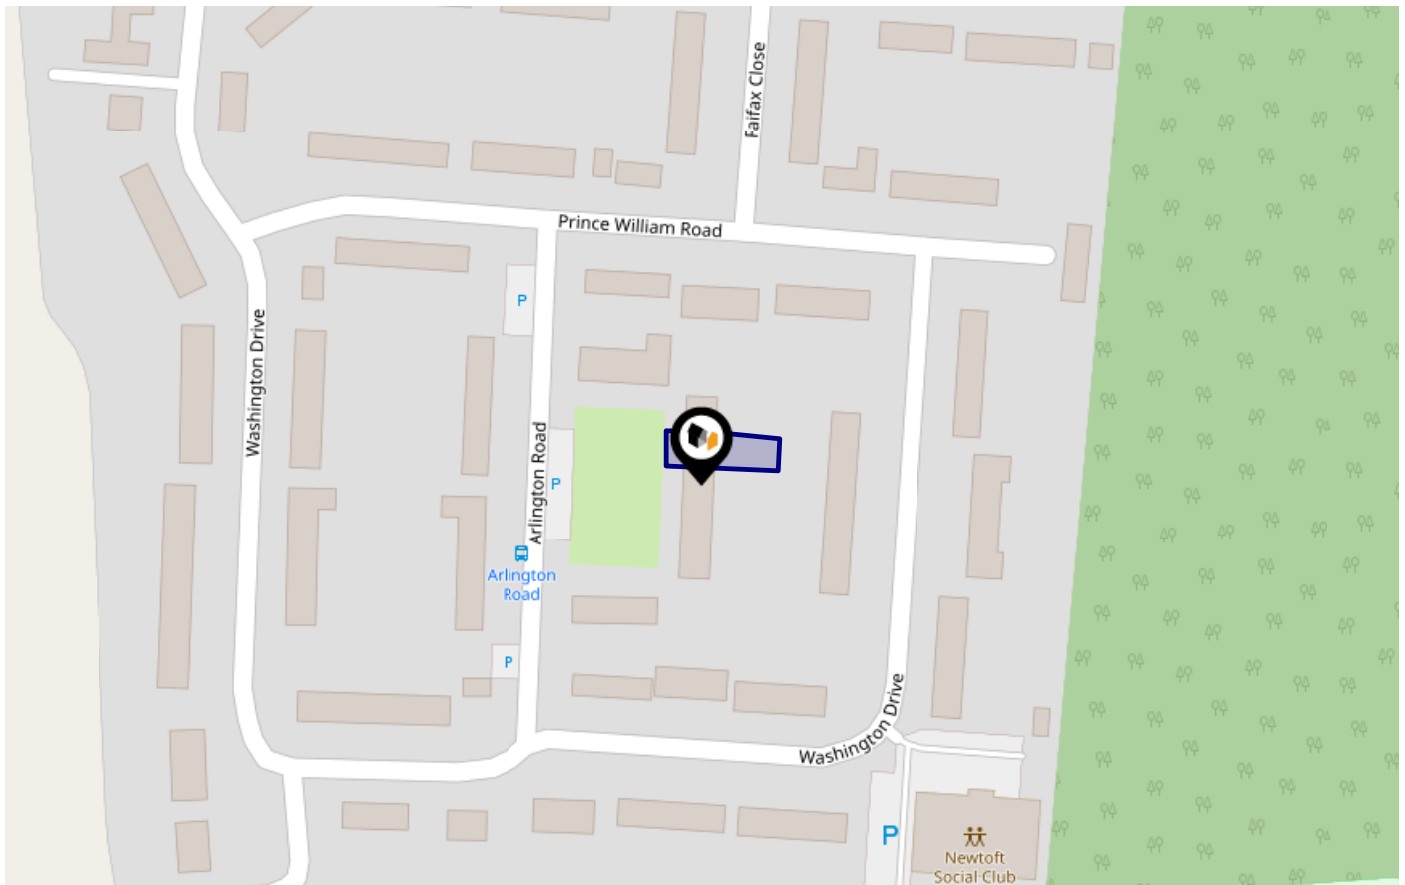 Faifax Close
Prince William Road
P
Washington Drive
Arlington Road
P
Arlington
Road
P
Washington Drive
P
Newtoft
Social Club